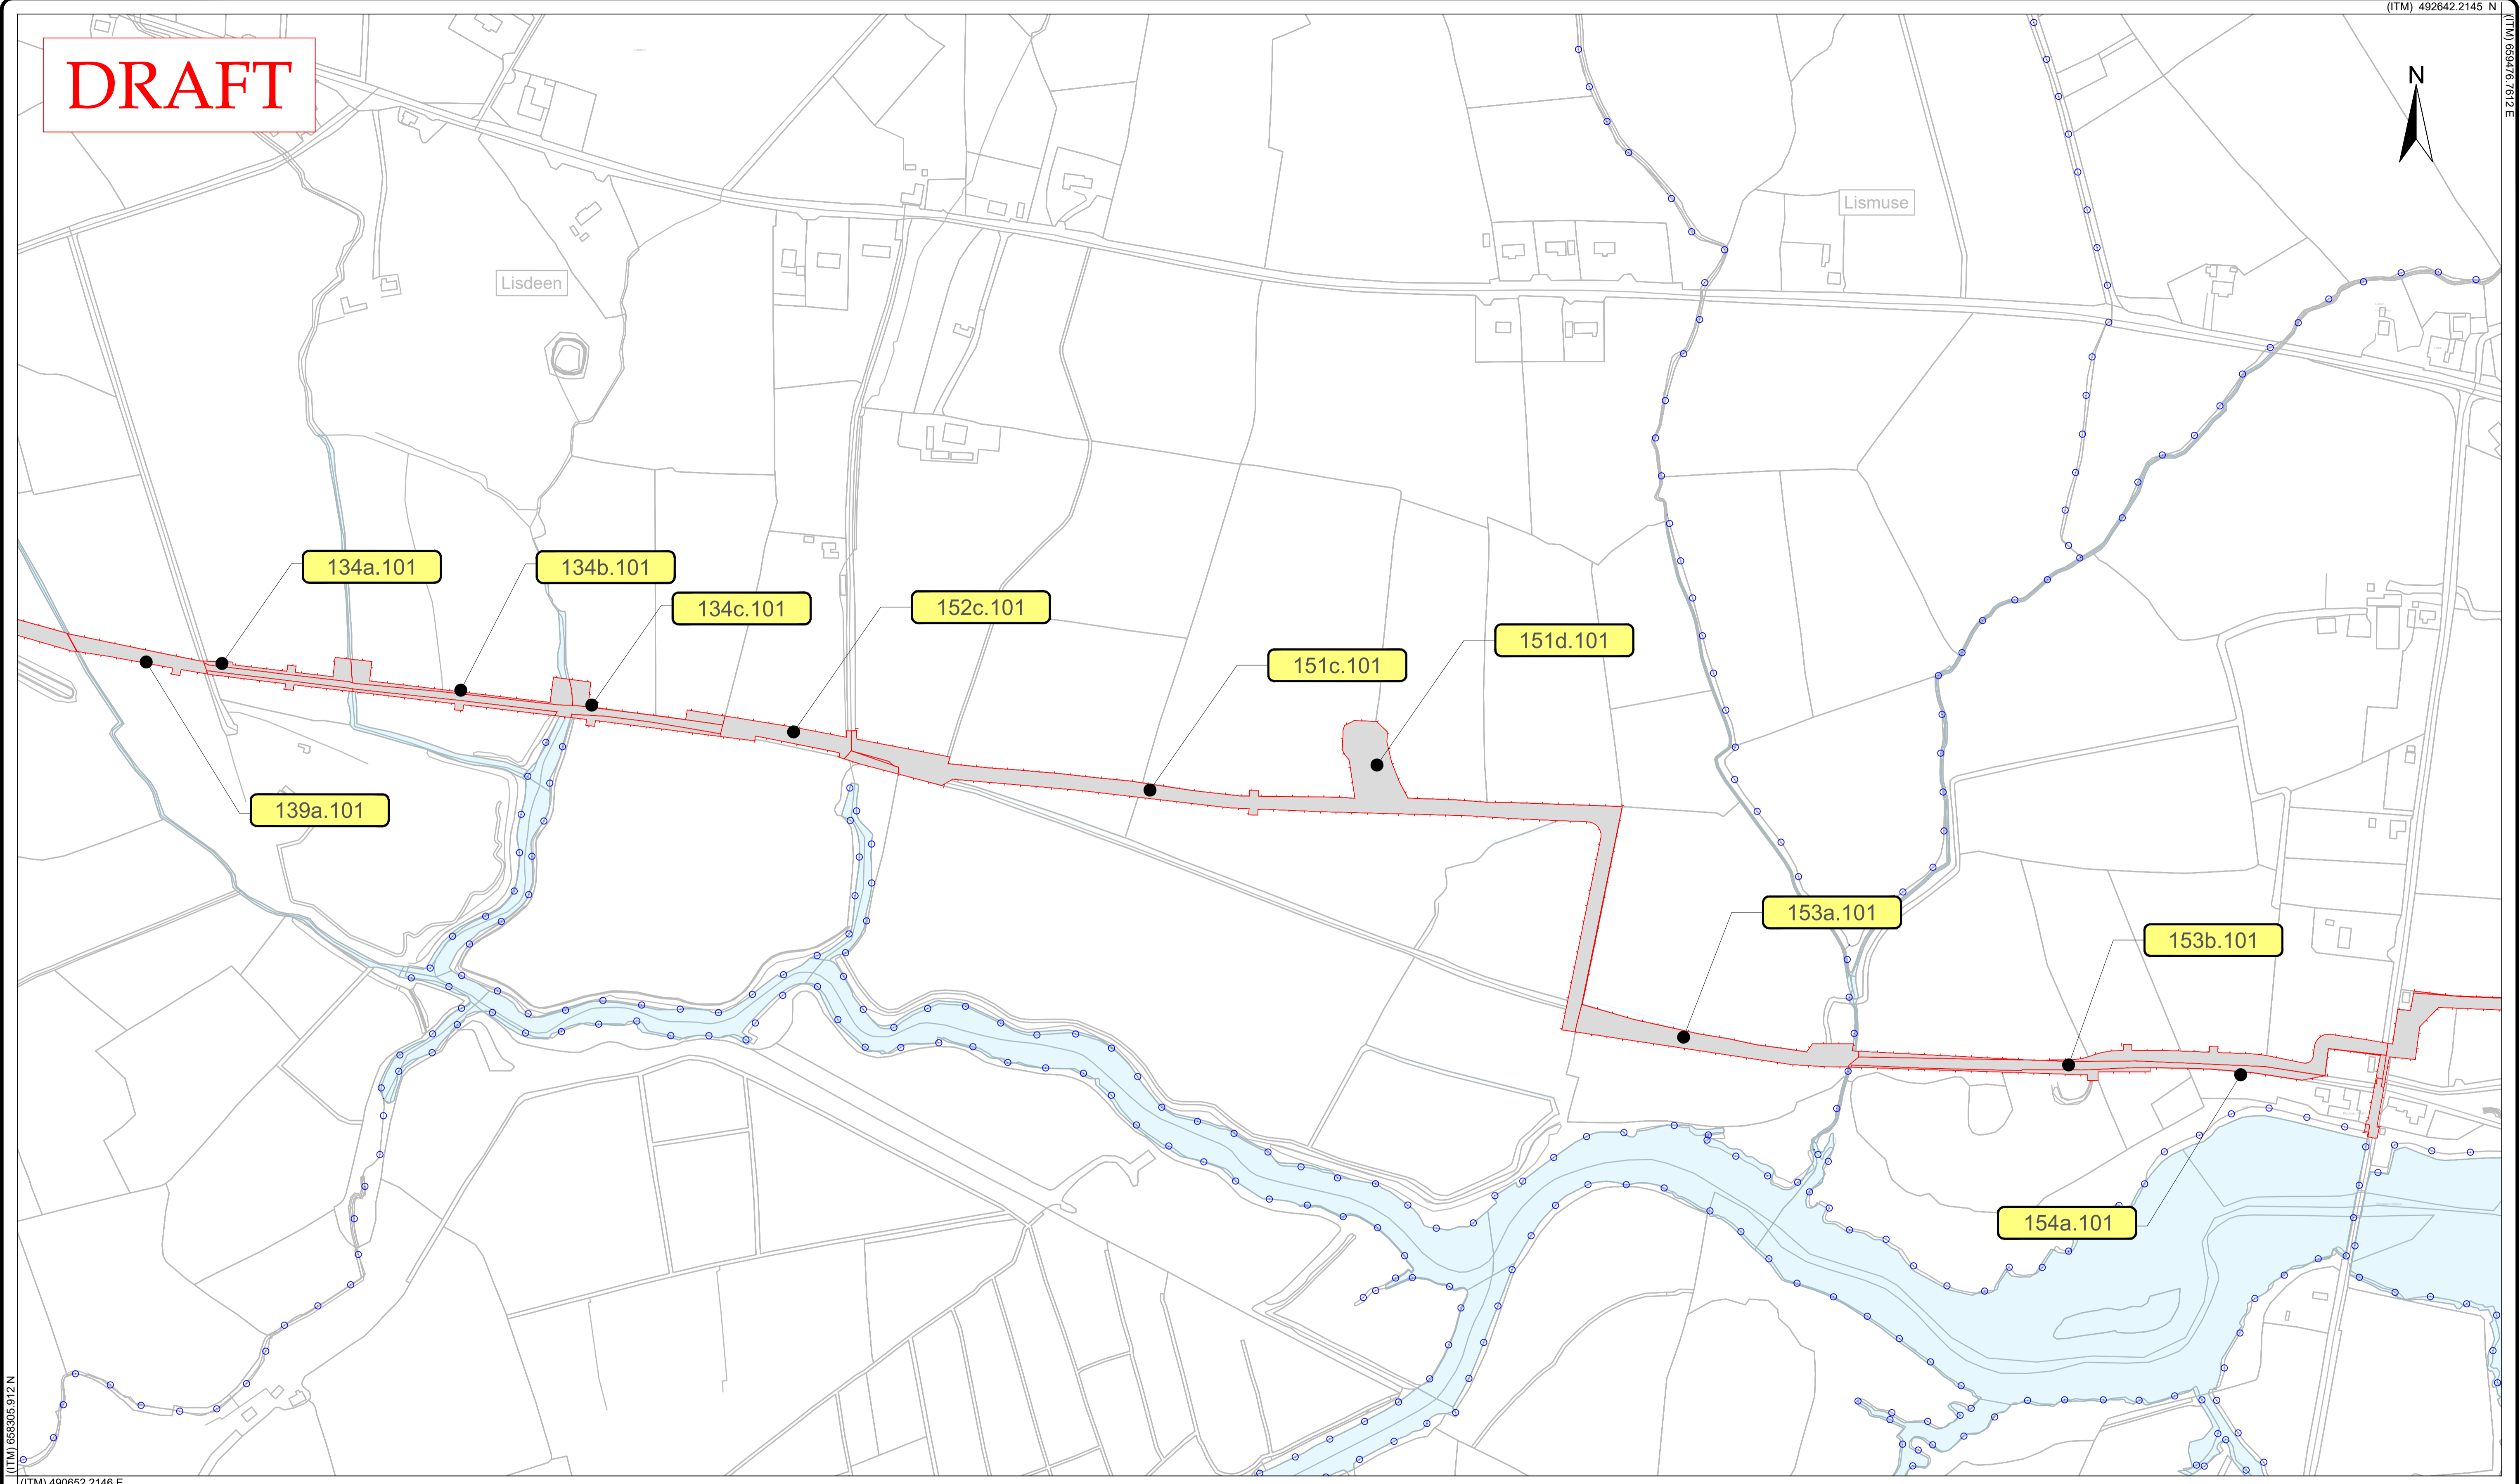 (ITM) 492642.2145 N
(ITM) 659476.7612 E
DRAFT
N
Lismuse
Lisdeen
134a.101
134b.101
134c.101
152c.101
151d.101
151c.101
139a.101
153a.101
153b.101
154a.101
(ITM) 658305.912 N
(ITM) 490652.2146 E